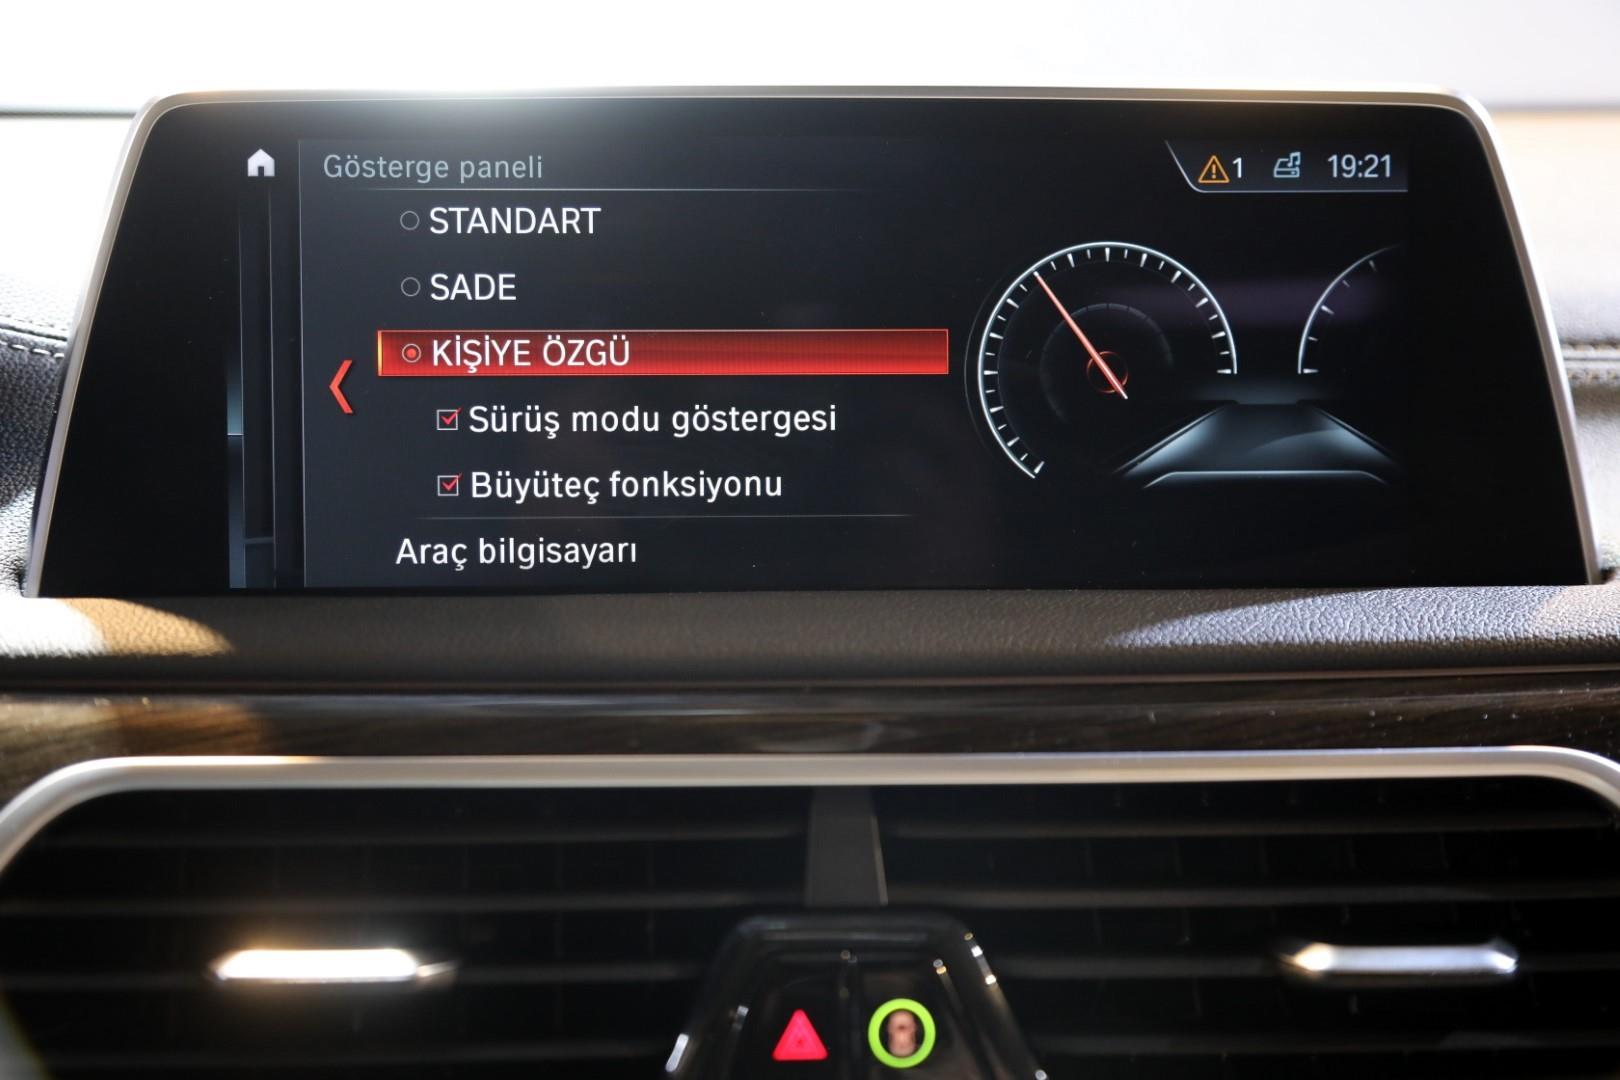 Gösterge paneli
1 19:21
STANDART
SADE
KİŞİYE ÖZGÜ
Sürüş modu göstergesi
Büyüteç fonksiyonu
Araç bilgisayarı